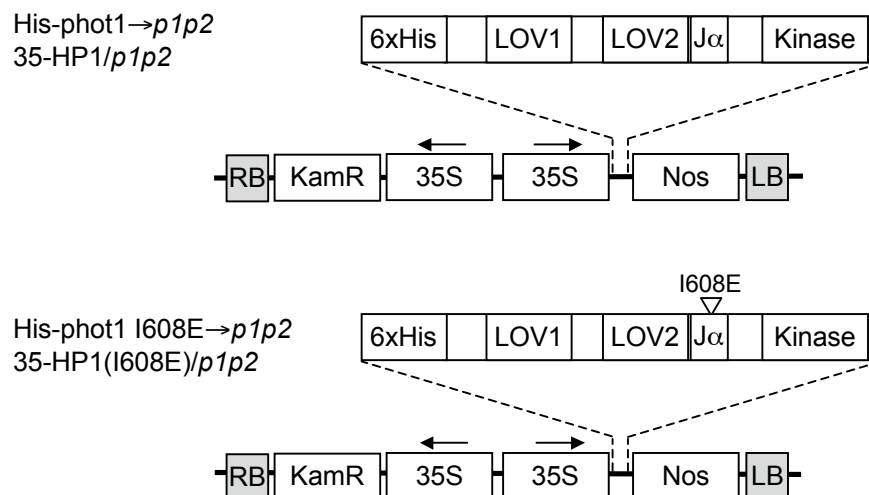 His-phot1→p1p2
35-HP1/p1p2
6xHis LOV1 LOV2 Jα Kinase
RB KamR 35S 35S Nos LB
I608E
His-phot1 I608E→p1p2
35-HP1(I608E)/p1p2
6xHis LOV1 LOV2 Jα Kinase
RB KamR 35S 35S Nos LB